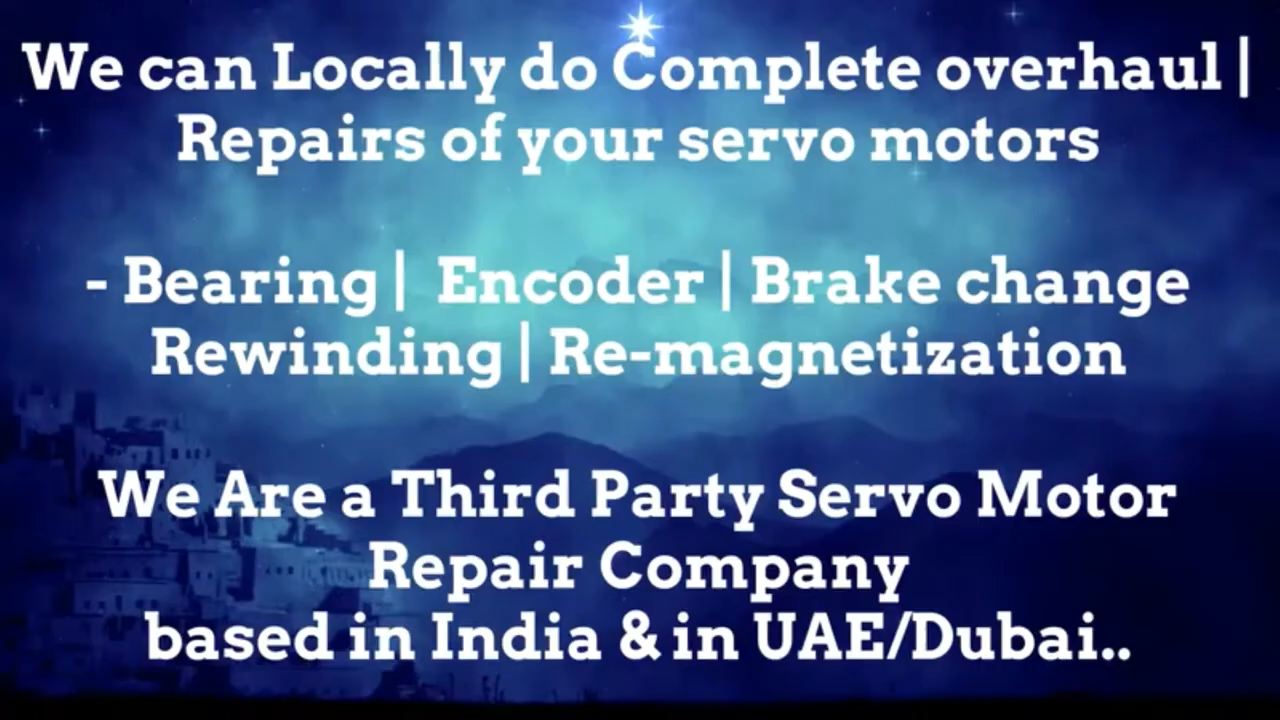 We can Locally do Complete overhaul |
Repairs of your servo motors
- Bearing | Encoder | Brake change
Rewinding | Re-magnetization
We Are a Third Party Servo Motor
Repair Company
based in India & in UAE/Dubai..